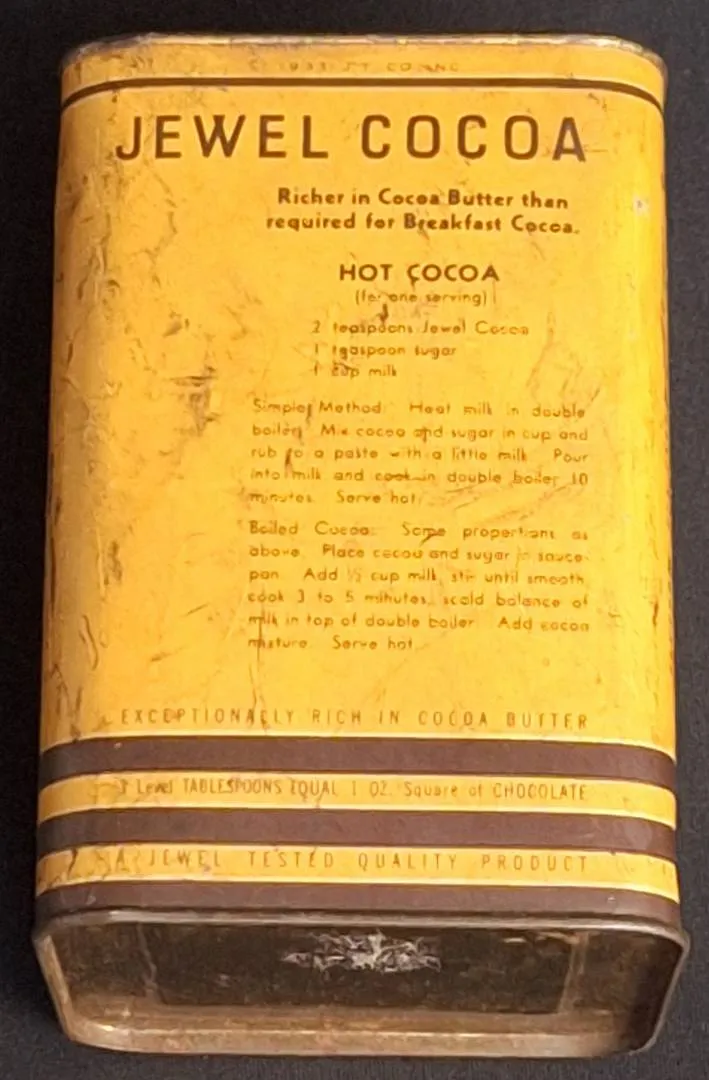 JEWEL COCOA
Richer in Cocoa Butter than
required for Breakfast Cocoa.
HOT COCOA
(for one serving)
2 teaspoons Jewel Cocoa
1 teaspoon sugar
1 cup milk
Simple Method: Heat milk in double
boiler. Mix cocoa and sugar in cup and
rub to a paste with a little milk. Pour
into milk and cook in double boiler 10
minutes. Serve hot.
Boiled Cocoa: Same proportions as
above. Place cocoa and sugar in sauce-
pan. Add ½ cup milk, stir until smooth,
cook 3 to 5 minutes, scald balance of
milk in top of double boiler. Add cocoa
mixture. Serve hot.
EXCEPTIONALLY RICH IN COCOA BUTTER
3 Level TABLESPOONS EQUAL 1 OZ. Square of CHOCOLATE
A JEWEL TESTED QUALITY PRODUCT